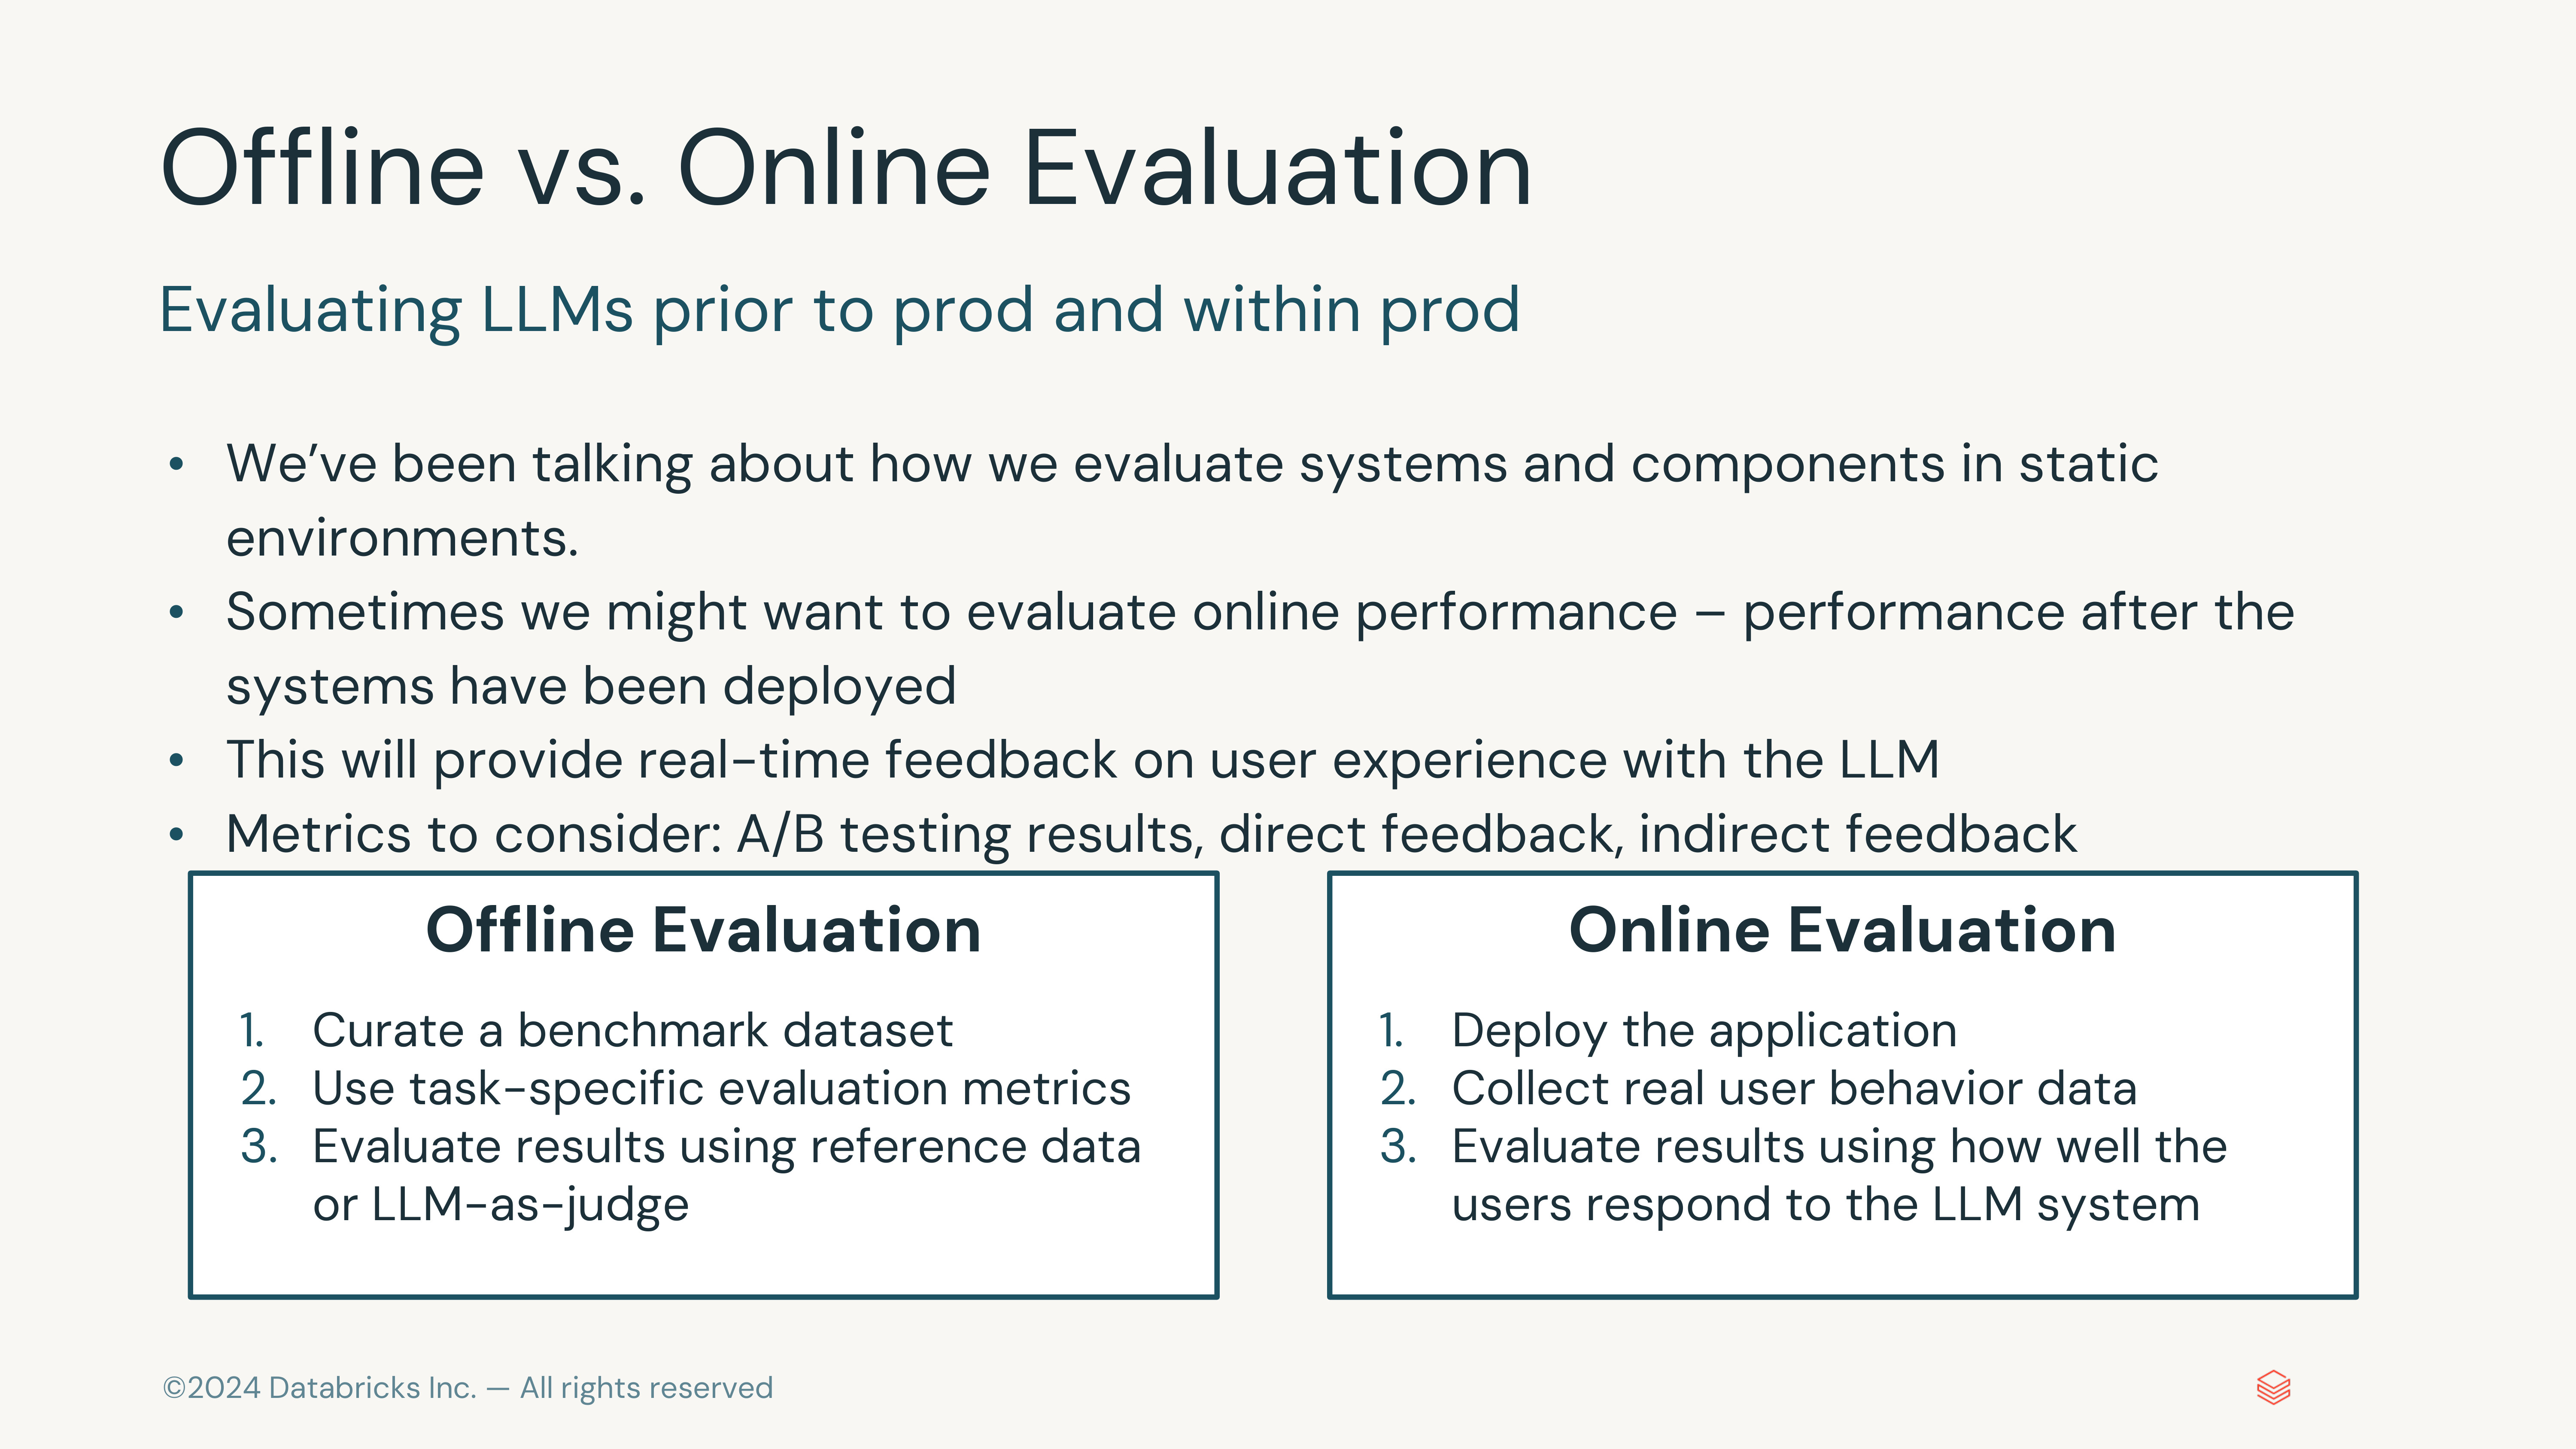 Offline vs. Online Evaluation
Evaluating LLMs prior to prod and within prod
• We’ve been talking about how we evaluate systems and components in static
environments.
• Sometimes we might want to evaluate online performance – performance after the
systems have been deployed
• This will provide real-time feedback on user experience with the LLM
• Metrics to consider: A/B testing results, direct feedback, indirect feedback
Offline Evaluation
1. Curate a benchmark dataset
2. Use task-specific evaluation metrics
3. Evaluate results using reference data
or LLM-as-judge
Online Evaluation
1. Deploy the application
2. Collect real user behavior data
3. Evaluate results using how well the
users respond to the LLM system
©2024 Databricks Inc. — All rights reserved